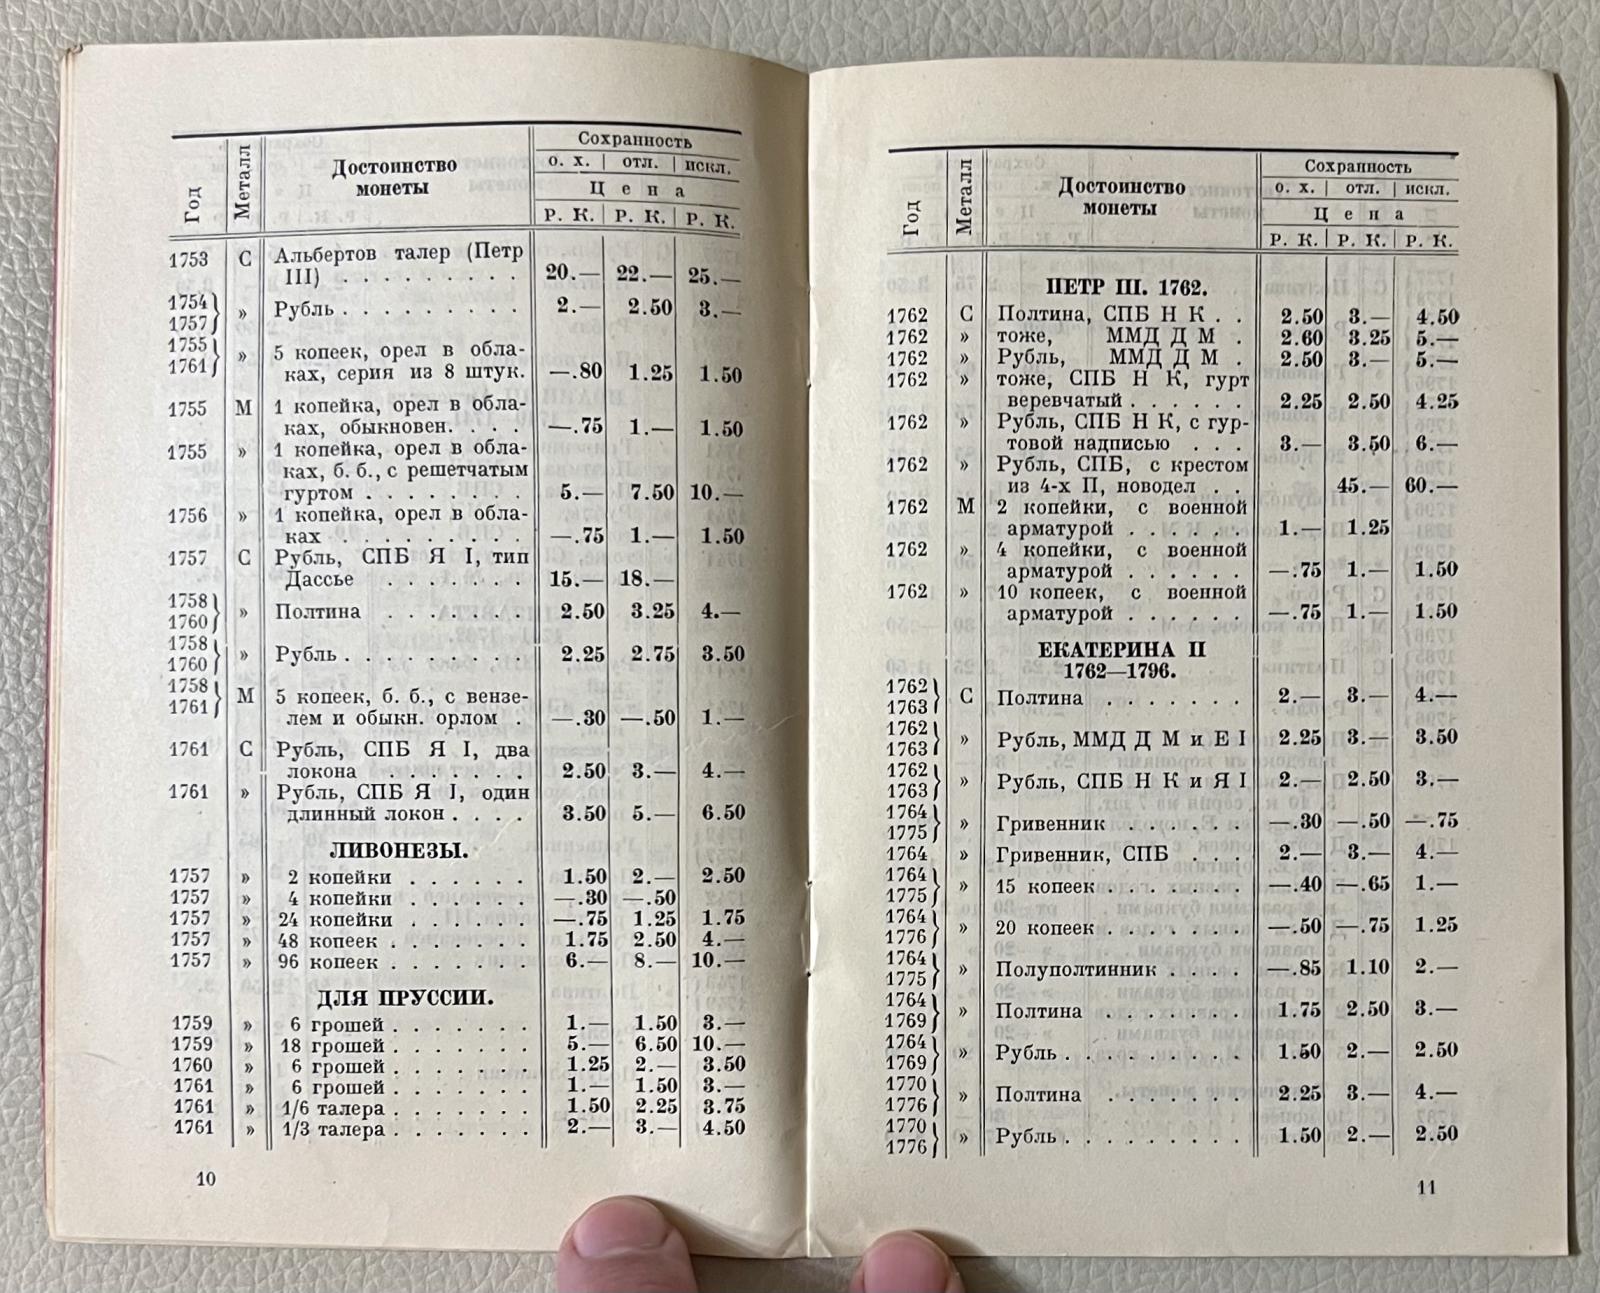 Год
Металл
Достоинство
монеты
Сохранность
о. х. | отл. | искл.
Цена
Р. К. | Р. К. | Р. К.
1753 С Альбертов талер (Петр
III) . . . . . . . . 20.— 22.— 25.—
1754}
1757} » Рубль . . . . . . . . . 2.— 2.50 3.—
1755}
1761} » 5 копеек, орел в обла-
ках, серия из 8 штук. —.80 1.25 1.50
1755 М 1 копейка, орел в обла-
ках, обыкновен. . . . —.75 1.— 1.50
1755 » 1 копейка, орел в обла-
ках, б. б., с решетчатым
гуртом . . . . . . . . 5.— 7.50 10.—
1756 » 1 копейка, орел в обла-
ках . . . . . . . . . —.75 1.— 1.50
1757 С Рубль, СПБ Я I, тип
Дассье . . . . . . . 15.— 18.—
1758}
1760} » Полтина . . . . . . . 2.50 3.25 4.—
1758}
1760} » Рубль . . . . . . . . . 2.25 2.75 3.50
1758}
1761} М 5 копеек, б. б., с вензе-
лем и обыкн. орлом . —.30 —.50 1.—
1761 С Рубль, СПБ Я I, два
локона . . . . . . . 2.50 3.— 4.—
1761 » Рубль, СПБ Я I, один
длинный локон . . . . 3.50 5.— 6.50
ЛИВОНЕЗЫ.
1757 » 2 копейки . . . . . . 1.50 2.— 2.50
1757 » 4 копейки . . . . . . —.30 —.50
1757 » 24 копейки . . . . . . —.75 1.25 1.75
1757 » 48 копеек . . . . . . . 1.75 2.50 4.—
1757 » 96 копеек . . . . . . . 6.— 8.— 10.—
ДЛЯ ПРУССИИ.
1759 » 6 грошей . . . . . . . 1.— 1.50 3.—
1759 » 18 грошей . . . . . . . 5.— 6.50 10.—
1760 » 6 грошей . . . . . . . 1.25 2.— 3.50
1761 » 6 грошей . . . . . . . 1.— 1.50 3.—
1761 » 1/6 талера . . . . . . . 1.50 2.25 3.75
1761 » 1/3 талера . . . . . . . 2.— 3.— 4.50
10
Год
Металл
Достоинство
монеты
Сохранность
о. х. | отл. | искл.
Цена
Р. К. | Р. К. | Р. К.
ПЕТР III. 1762.
1762 С Полтина, СПБ Н К . . 2.50 3.— 4.50
1762 » тоже, ММД Д М . 2.60 3.25 5.—
1762 » Рубль, ММД Д М . 2.50 3.— 5.—
1762 » тоже, СПБ Н К, гурт
веревчатый . . . . . . 2.25 2.50 4.25
1762 » Рубль, СПБ Н К, с гур-
товой надписью . . . 3.— 3.50 6.—
1762 » Рубль, СПБ, с крестом
из 4-х П, новодел . . 45.— 60.—
1762 М 2 копейки, с военной
арматурой . . . . . . 1.— 1.25
1762 » 4 копейки, с военной
арматурой . . . . . . —.75 1.— 1.50
1762 » 10 копеек, с военной
арматурой . . . . . . —.75 1.— 1.50
ЕКАТЕРИНА II
1762—1796.
1762}
1763} С Полтина . . . . . . . 2.— 3.— 4.—
1762}
1763} » Рубль, ММД Д М и Е I 2.25 3.— 3.50
1762}
1763} » Рубль, СПБ Н К и Я I 2.— 2.50 3.—
1764}
1775} » Гривенник . . . . . . —.30 —.50 —.75
1764 » Гривенник, СПБ . . . 2.— 3.— 4.—
1764}
1775} » 15 копеек . . . . . . . —.40 —.65 1.—
1764}
1776} » 20 копеек . . . . . . . —.50 —.75 1.25
1764}
1775} » Полуполтинник . . . . —.85 1.10 2.—
1764}
1769} » Полтина . . . . . . . 1.75 2.50 3.—
1764}
1769} » Рубль . . . . . . . . . 1.50 2.— 2.50
1770}
1776} » Полтина . . . . . . . 2.25 3.— 4.—
1770}
1776} » Рубль . . . . . . . . . 1.50 2.— 2.50
11